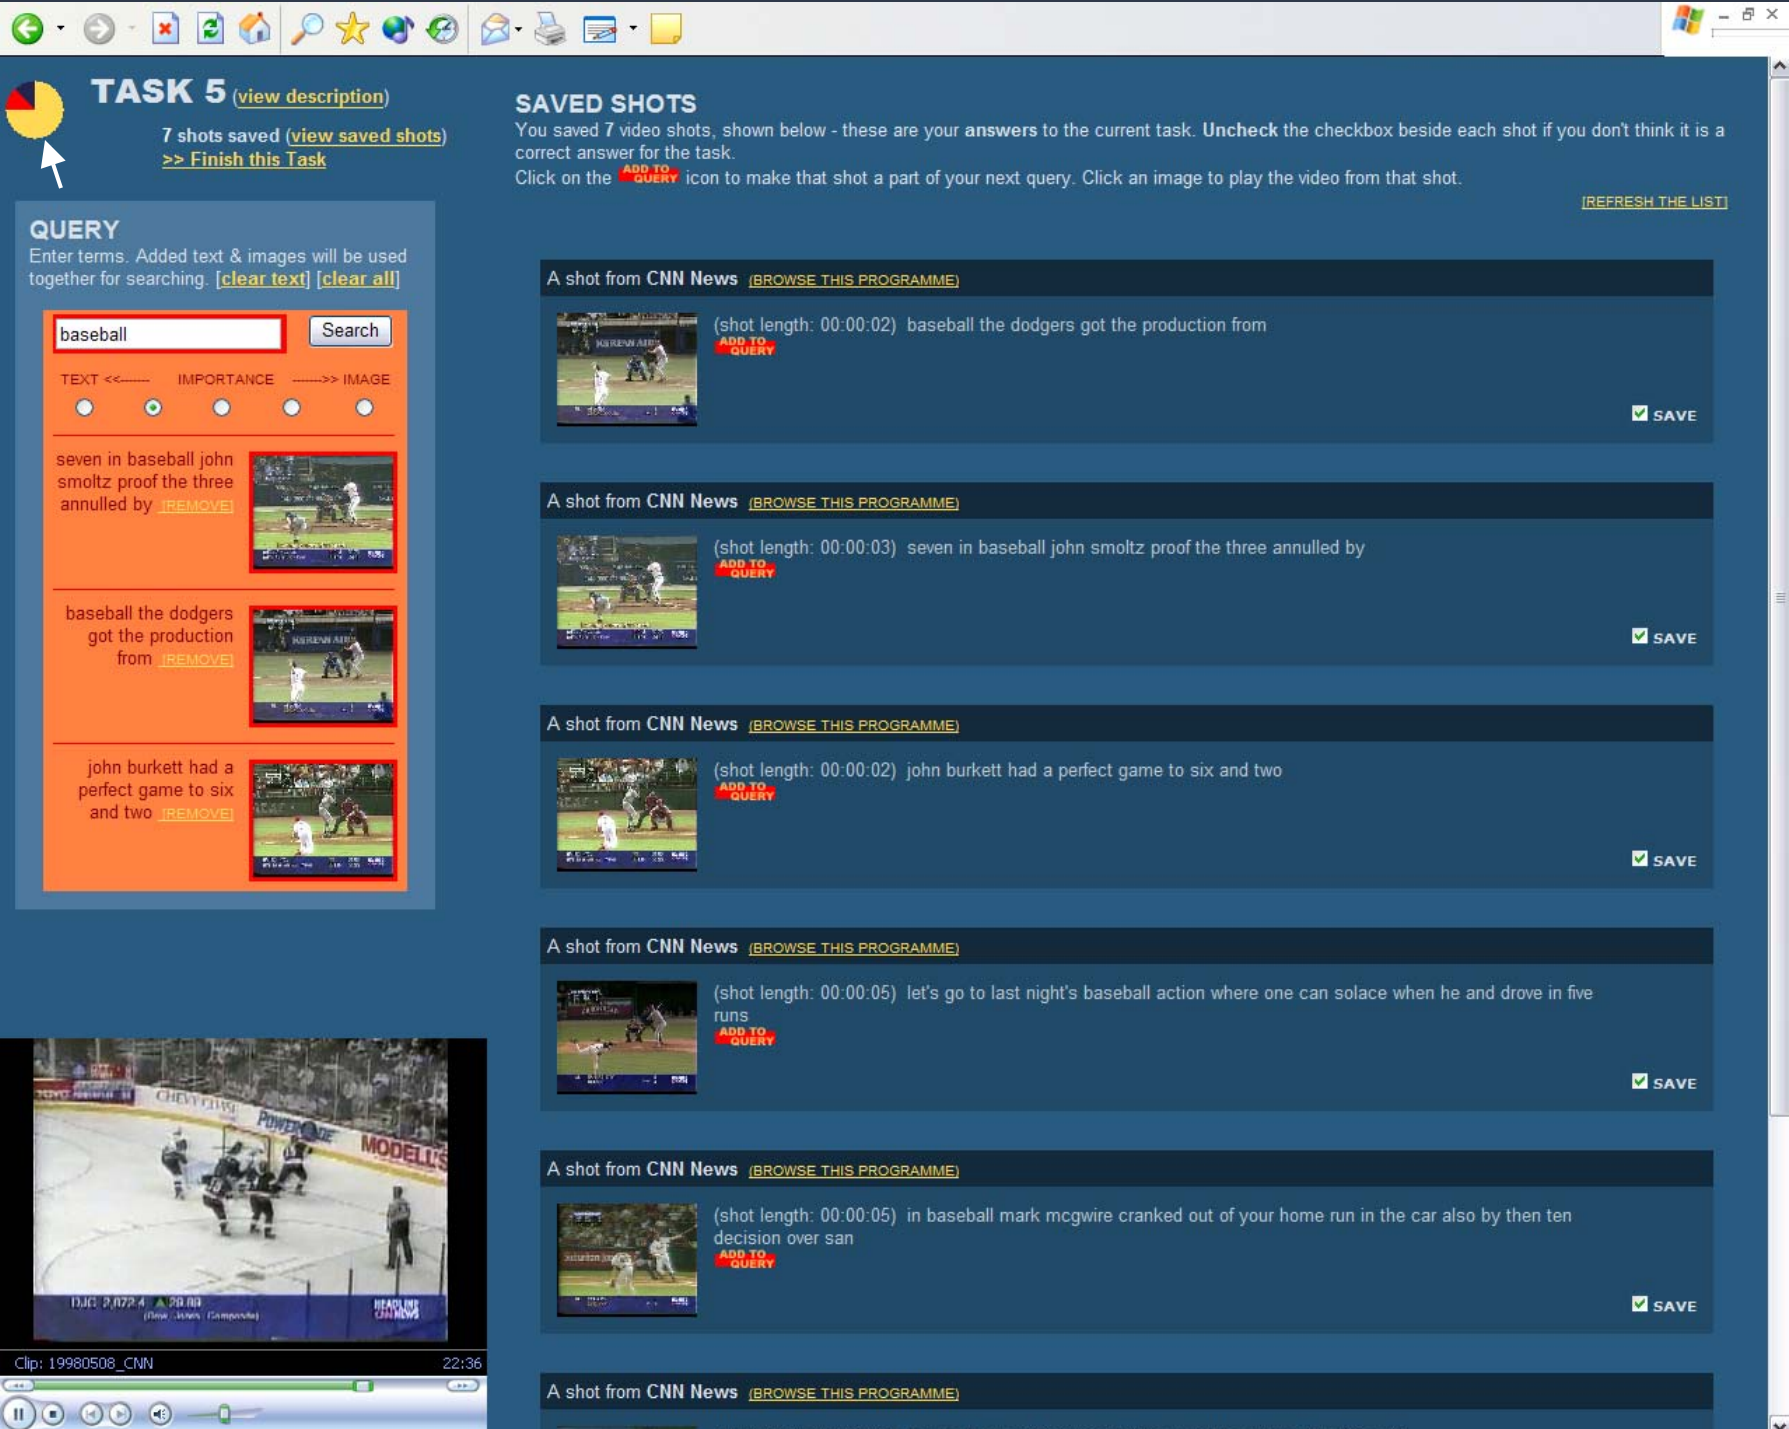 TASK 5 (view description)
7 shots saved (view saved shots)
>> Finish this Task
QUERY
Enter terms. Added text & images will be used
together for searching. [clear text] [clear all]
baseball
Search
TEXT <<------- IMPORTANCE ------->> IMAGE
seven in baseball john
smoltz proof the three
annulled by [REMOVE]
baseball the dodgers
got the production
from [REMOVE]
KOREAN AIR
john burkett had a
perfect game to six
and two [REMOVE]
CHEVY CHASE
POWERADE
MODELL'S
HEADLINE
CNN NEWS
(Dow Jones Composite)
Clip: 19980508_CNN 22:36
SAVED SHOTS
You saved 7 video shots, shown below - these are your answers to the current task. Uncheck the checkbox beside each shot if you don't think it is a
correct answer for the task.
Click on the ADD TO QUERY icon to make that shot a part of your next query. Click an image to play the video from that shot.
[REFRESH THE LIST]
A shot from CNN News (BROWSE THIS PROGRAMME)
KOREAN AIR
(shot length: 00:00:02) baseball the dodgers got the production from
ADD TO
QUERY
SAVE
A shot from CNN News (BROWSE THIS PROGRAMME)
(shot length: 00:00:03) seven in baseball john smoltz proof the three annulled by
ADD TO
QUERY
SAVE
A shot from CNN News (BROWSE THIS PROGRAMME)
(shot length: 00:00:02) john burkett had a perfect game to six and two
ADD TO
QUERY
SAVE
A shot from CNN News (BROWSE THIS PROGRAMME)
(shot length: 00:00:05) let's go to last night's baseball action where one can solace when he and drove in five
runs
ADD TO
QUERY
SAVE
A shot from CNN News (BROWSE THIS PROGRAMME)
(shot length: 00:00:05) in baseball mark mcgwire cranked out of your home run in the car also by then ten
decision over san
ADD TO
QUERY
SAVE
A shot from CNN News (BROWSE THIS PROGRAMME)